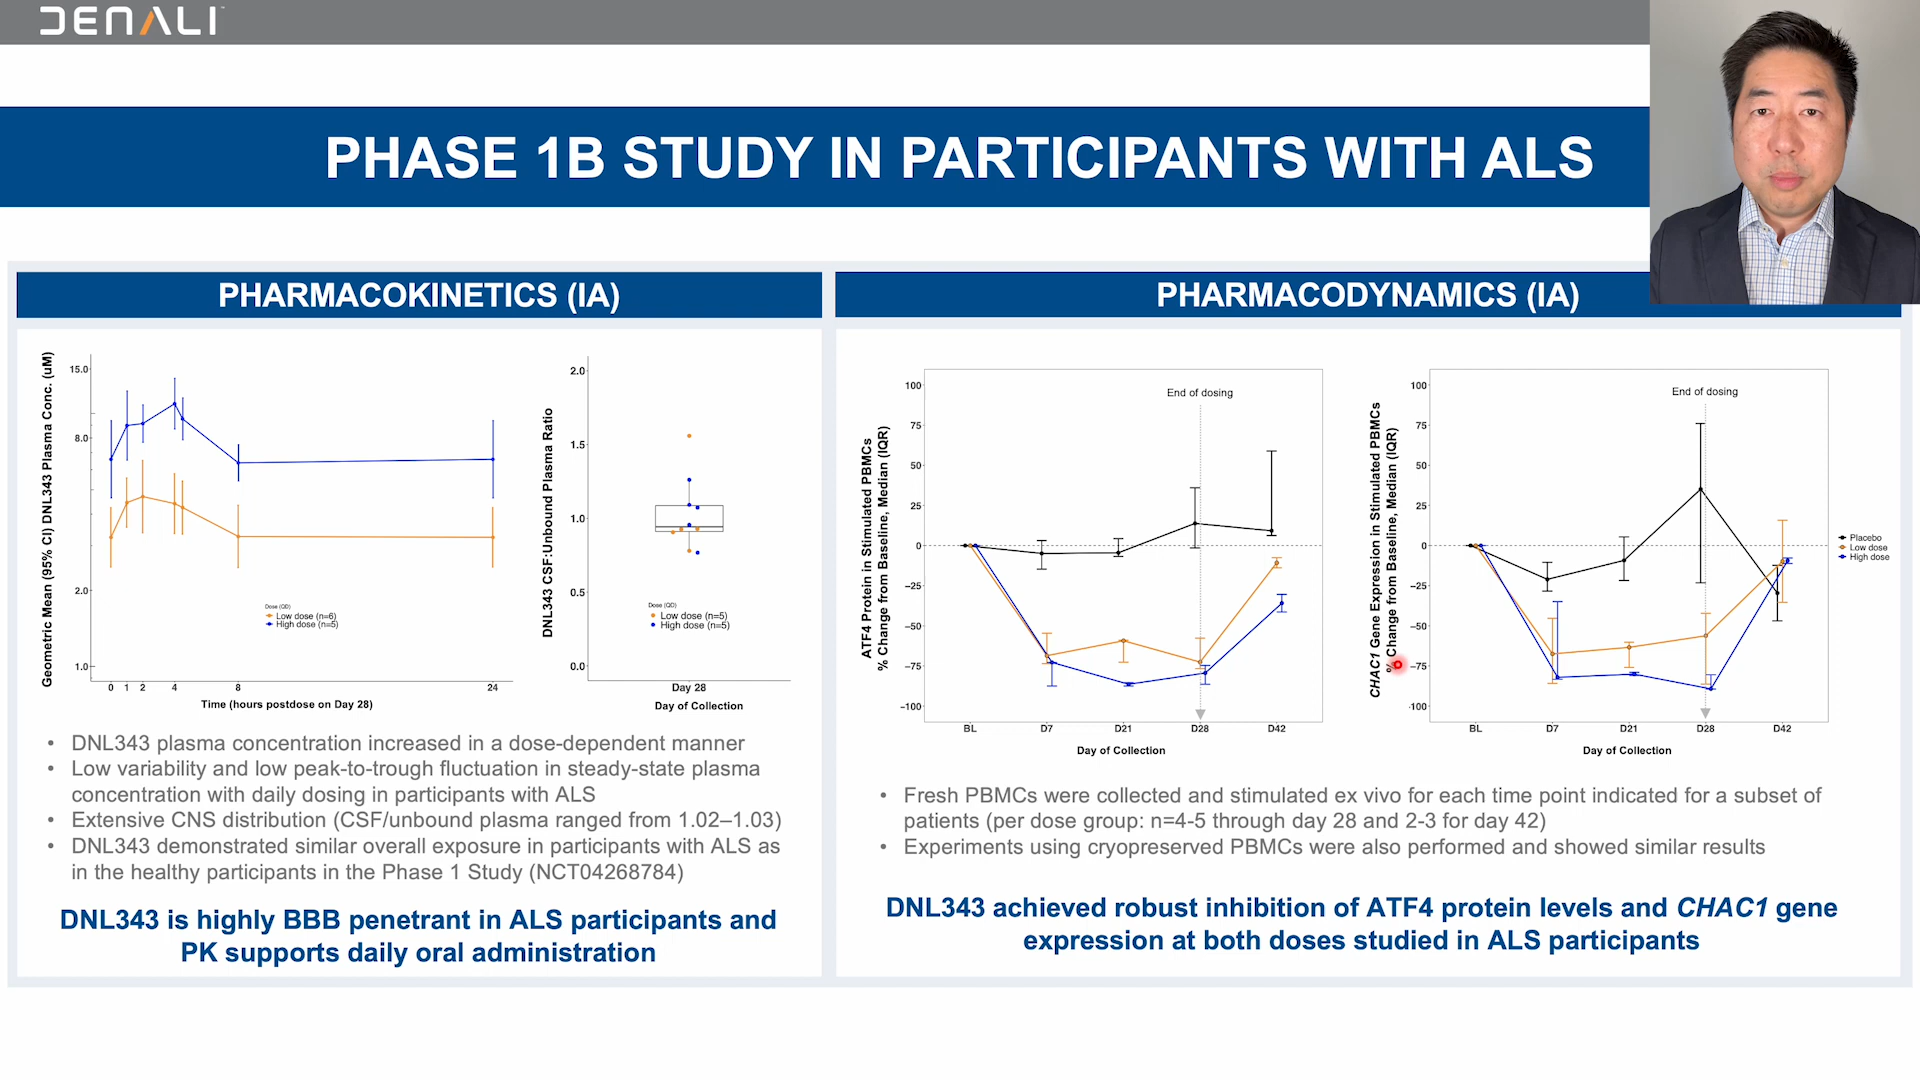 DENALI
PHASE 1B STUDY IN PARTICIPANTS WITH ALS
PHARMACOKINETICS (IA)
Geometric Mean (95% CI) DNL343 Plasma Conc. (uM)
15.0
8.0
2.0
1.0
0 1 2 4 8 24
Time (hours postdose on Day 28)
Dose (QD)
Low dose (n=6)
High dose (n=5)
DNL343 CSF:Unbound Plasma Ratio
2.0
1.5
1.0
0.5
0.0
Dose (QD)
Low dose (n=5)
High dose (n=5)
Day 28
Day of Collection
• DNL343 plasma concentration increased in a dose-dependent manner
• Low variability and low peak-to-trough fluctuation in steady-state plasma
concentration with daily dosing in participants with ALS
• Extensive CNS distribution (CSF/unbound plasma ranged from 1.02–1.03)
• DNL343 demonstrated similar overall exposure in participants with ALS as
in the healthy participants in the Phase 1 Study (NCT04268784)
DNL343 is highly BBB penetrant in ALS participants and
PK supports daily oral administration
PHARMACODYNAMICS (IA)
ATF4 Protein in Stimulated PBMCs
% Change from Baseline, Median (IQR)
100
75
50
25
0
−25
−50
−75
−100
End of dosing
BL D7 D21 D28 D42
Day of Collection
CHAC1 Gene Expression in Stimulated PBMCs
% Change from Baseline, Median (IQR)
100
75
50
25
0
−25
−50
−75
-100
End of dosing
BL D7 D21 D28 D42
Day of Collection
Placebo
Low dose
High dose
• Fresh PBMCs were collected and stimulated ex vivo for each time point indicated for a subset of
patients (per dose group: n=4-5 through day 28 and 2-3 for day 42)
• Experiments using cryopreserved PBMCs were also performed and showed similar results
DNL343 achieved robust inhibition of ATF4 protein levels and CHAC1 gene
expression at both doses studied in ALS participants